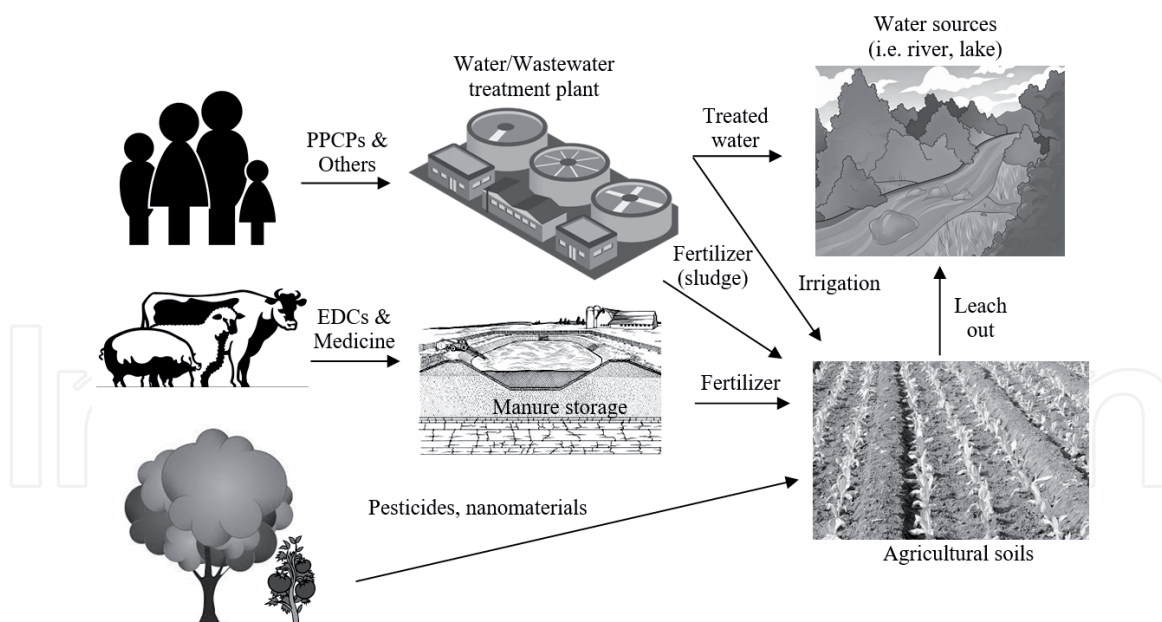 Water sources
(i.e. river, lake)
Water/Wastewater
treatment plant
PPCPs &
Others
Treated
water
Fertilizer
(sludge)
Irrigation
EDCs &
Medicine
Leach
out
Manure storage
Fertilizer
Pesticides, nanomaterials
Agricultural soils